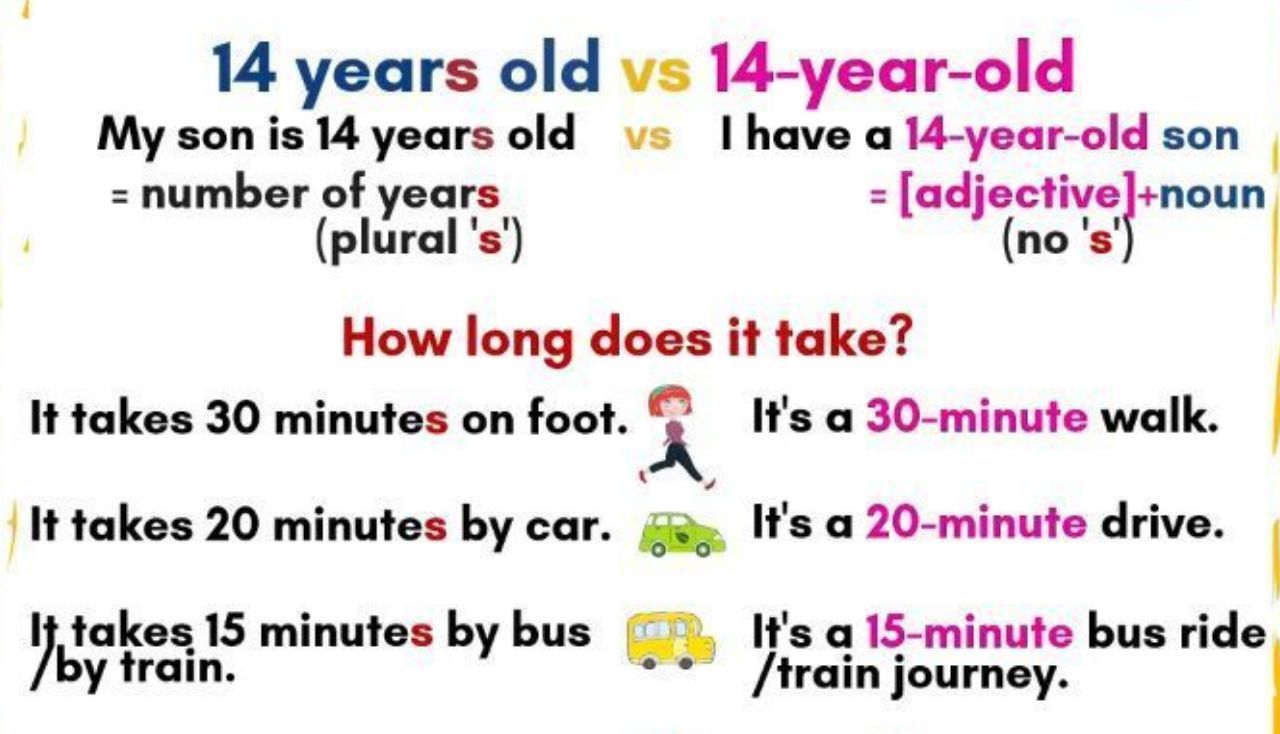 14 years old vs 14-year-old
My son is 14 years old vs I have a 14-year-old son
= number of years = [adjective]+noun
(plural 's') (no 's')
How long does it take?
It takes 30 minutes on foot. It's a 30-minute walk.
It takes 20 minutes by car. It's a 20-minute drive.
It takes 15 minutes by bus It's a 15-minute bus ride
/by train. /train journey.